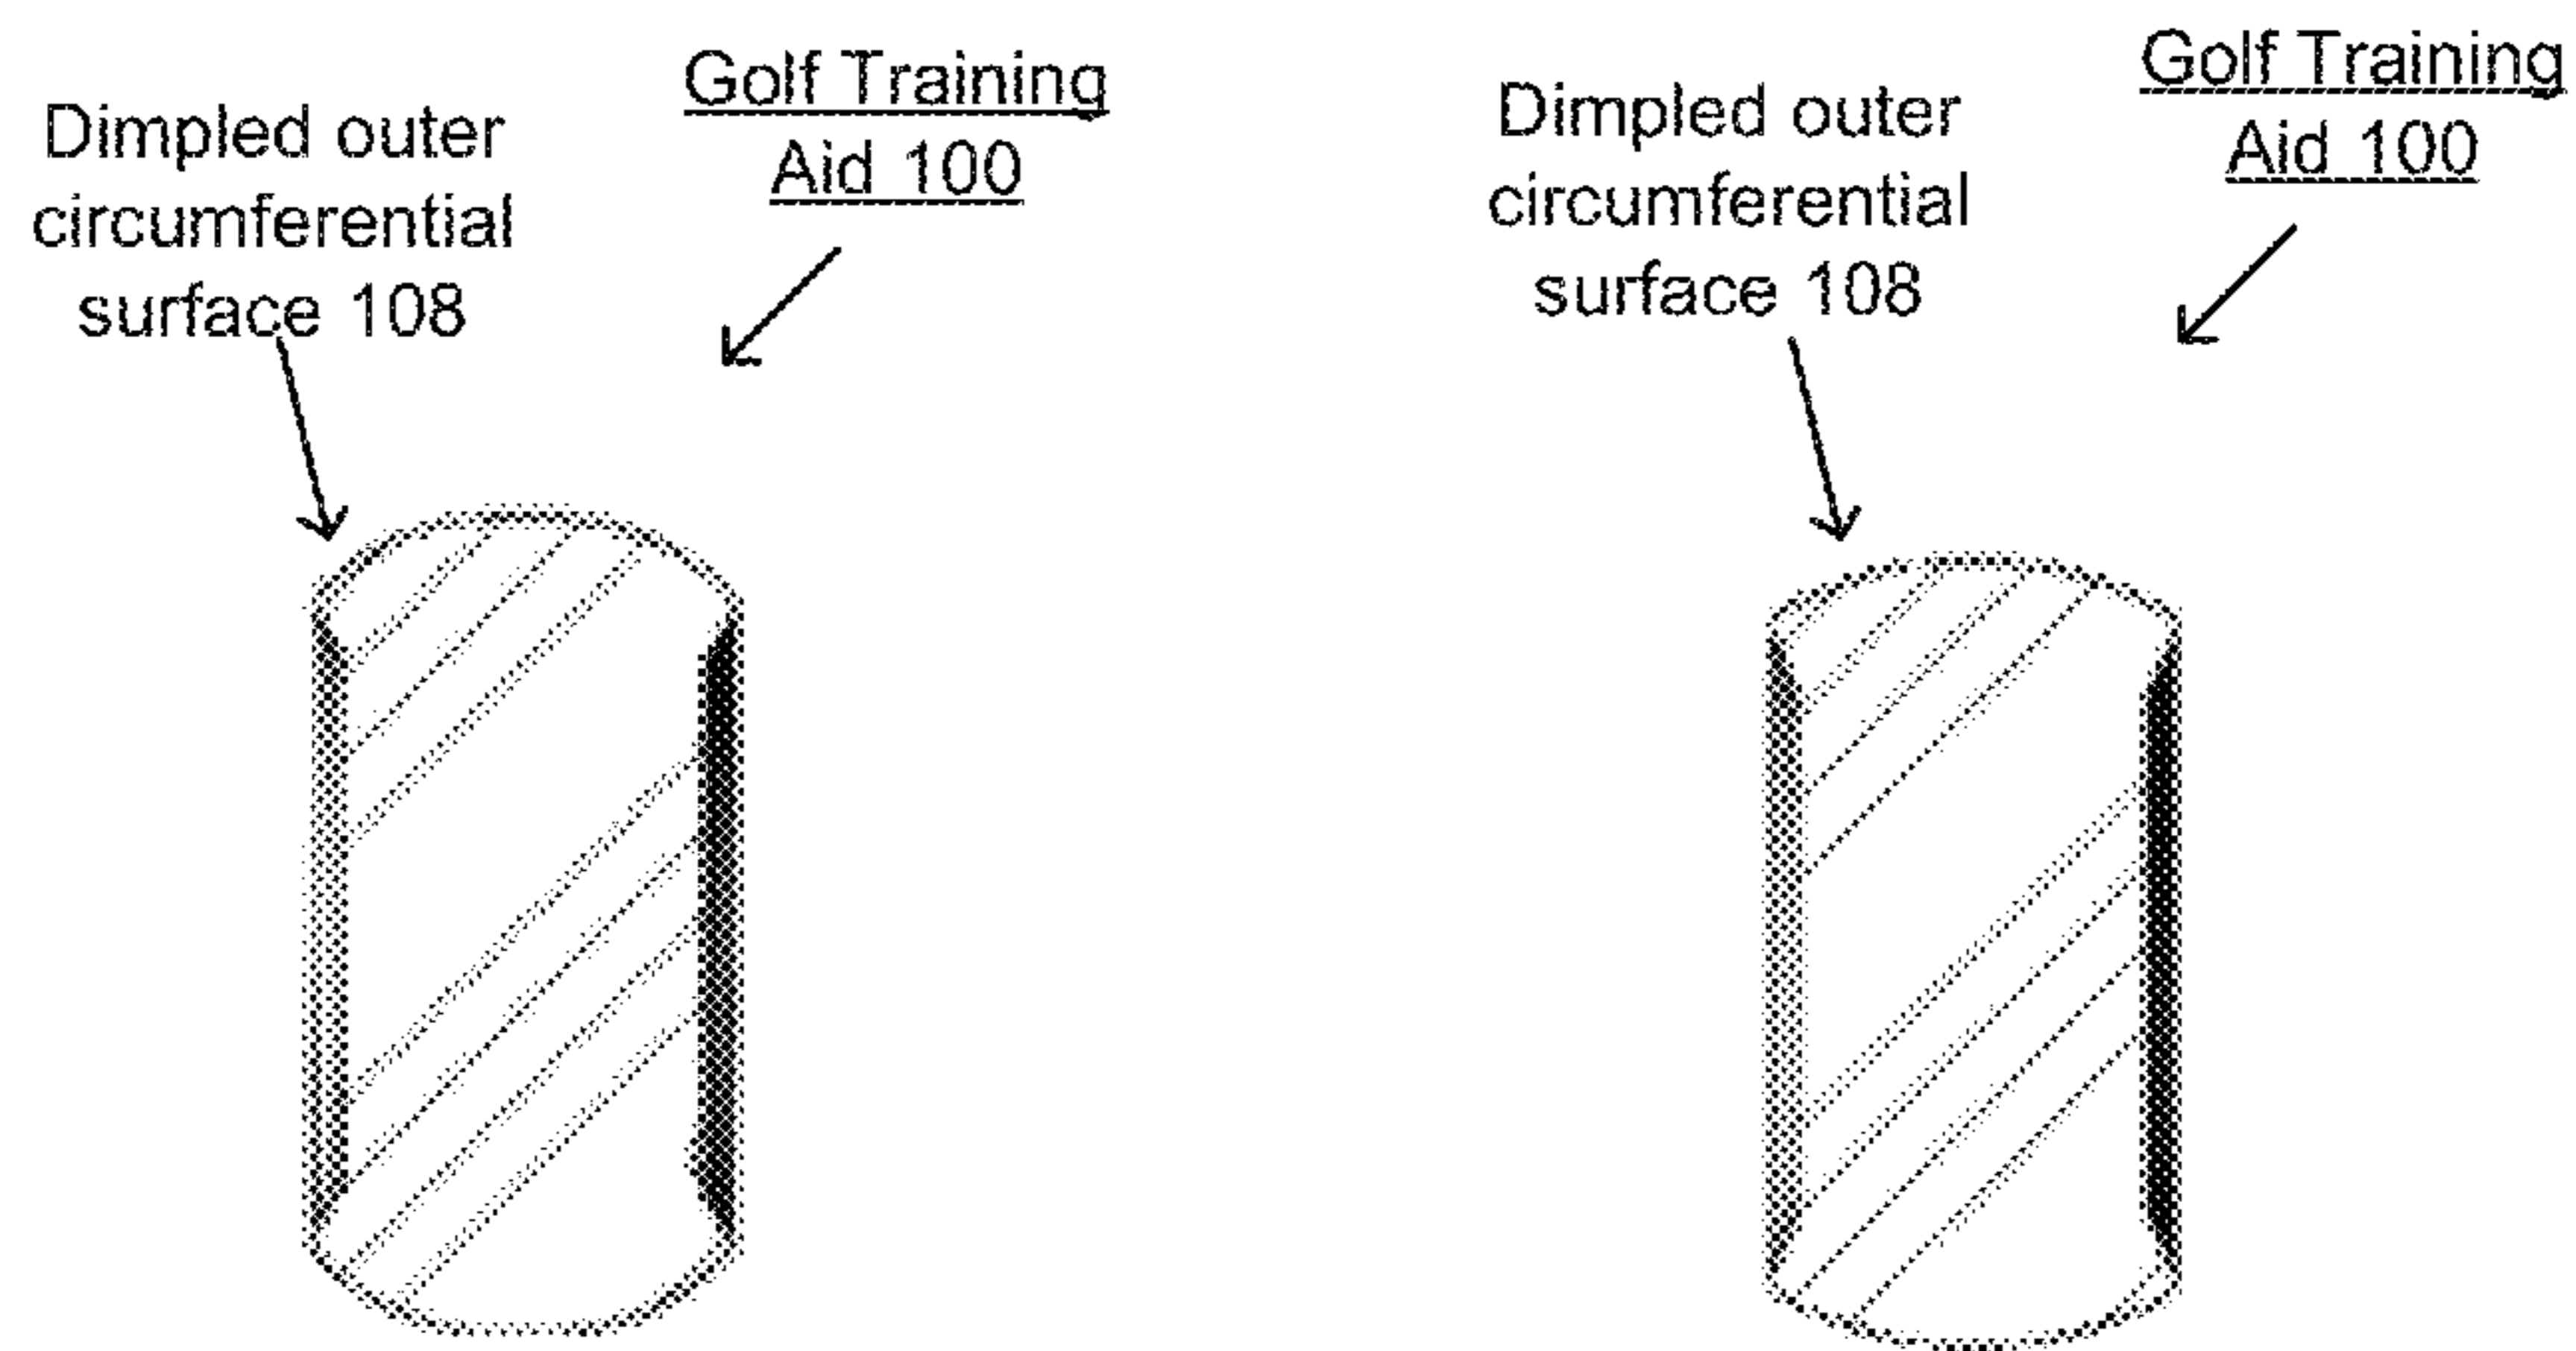 Dimpled outer
circumferential
surface 108
Golf Training
Aid 100
Dimpled outer
circumferential
surface 108
Golf Training
Aid 100